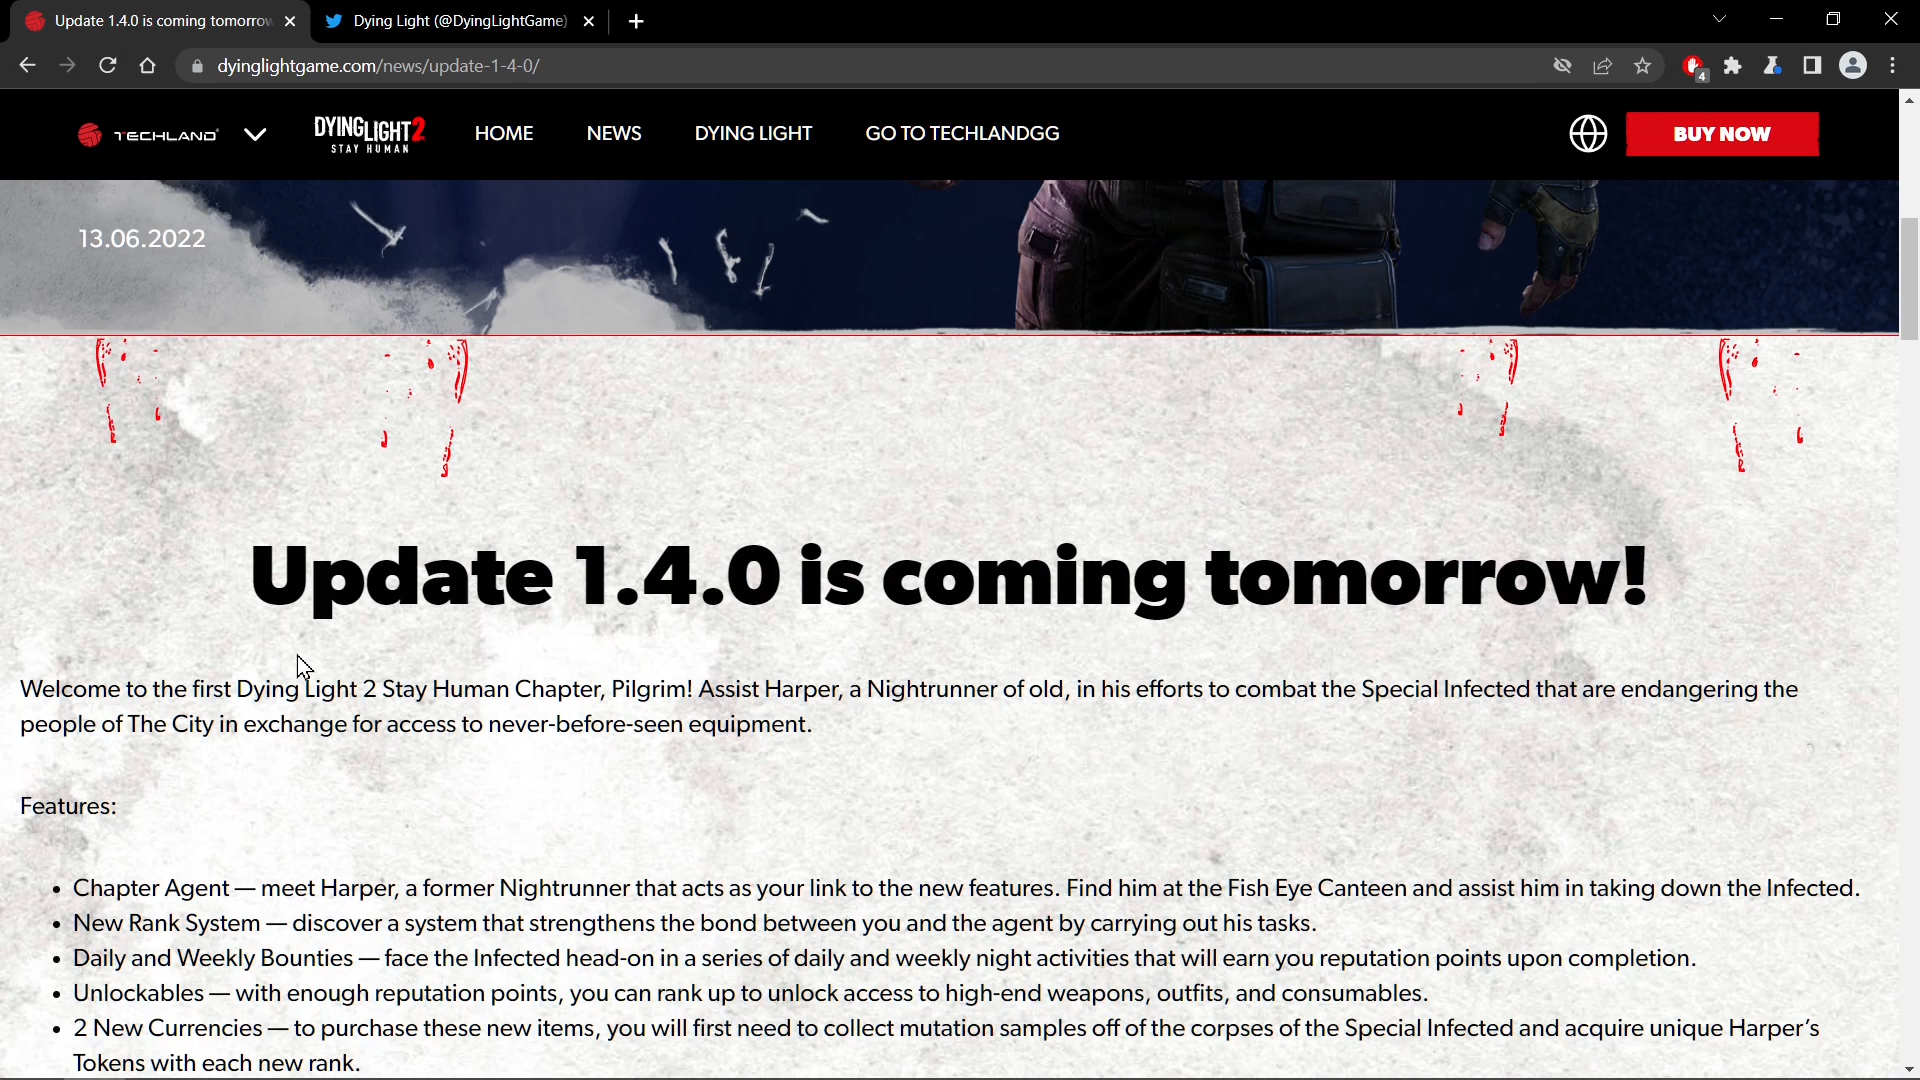 Update 1.4.0 is coming tomorrow
Dying Light (@DyingLightGame)
dyinglightgame.com/news/update-1-4-0/
4
TECHLAND
DYING LIGHT 2
STAY HUMAN
HOME
NEWS
DYING LIGHT
GO TO TECHLANDGG
BUY NOW
13.06.2022
Update 1.4.0 is coming tomorrow!
Welcome to the first Dying Light 2 Stay Human Chapter, Pilgrim! Assist Harper, a Nightrunner of old, in his efforts to combat the Special Infected that are endangering the
people of The City in exchange for access to never-before-seen equipment.
Features:
• Chapter Agent — meet Harper, a former Nightrunner that acts as your link to the new features. Find him at the Fish Eye Canteen and assist him in taking down the Infected.
• New Rank System — discover a system that strengthens the bond between you and the agent by carrying out his tasks.
• Daily and Weekly Bounties — face the Infected head-on in a series of daily and weekly night activities that will earn you reputation points upon completion.
• Unlockables — with enough reputation points, you can rank up to unlock access to high-end weapons, outfits, and consumables.
• 2 New Currencies — to purchase these new items, you will first need to collect mutation samples off of the corpses of the Special Infected and acquire unique Harper’s
Tokens with each new rank.